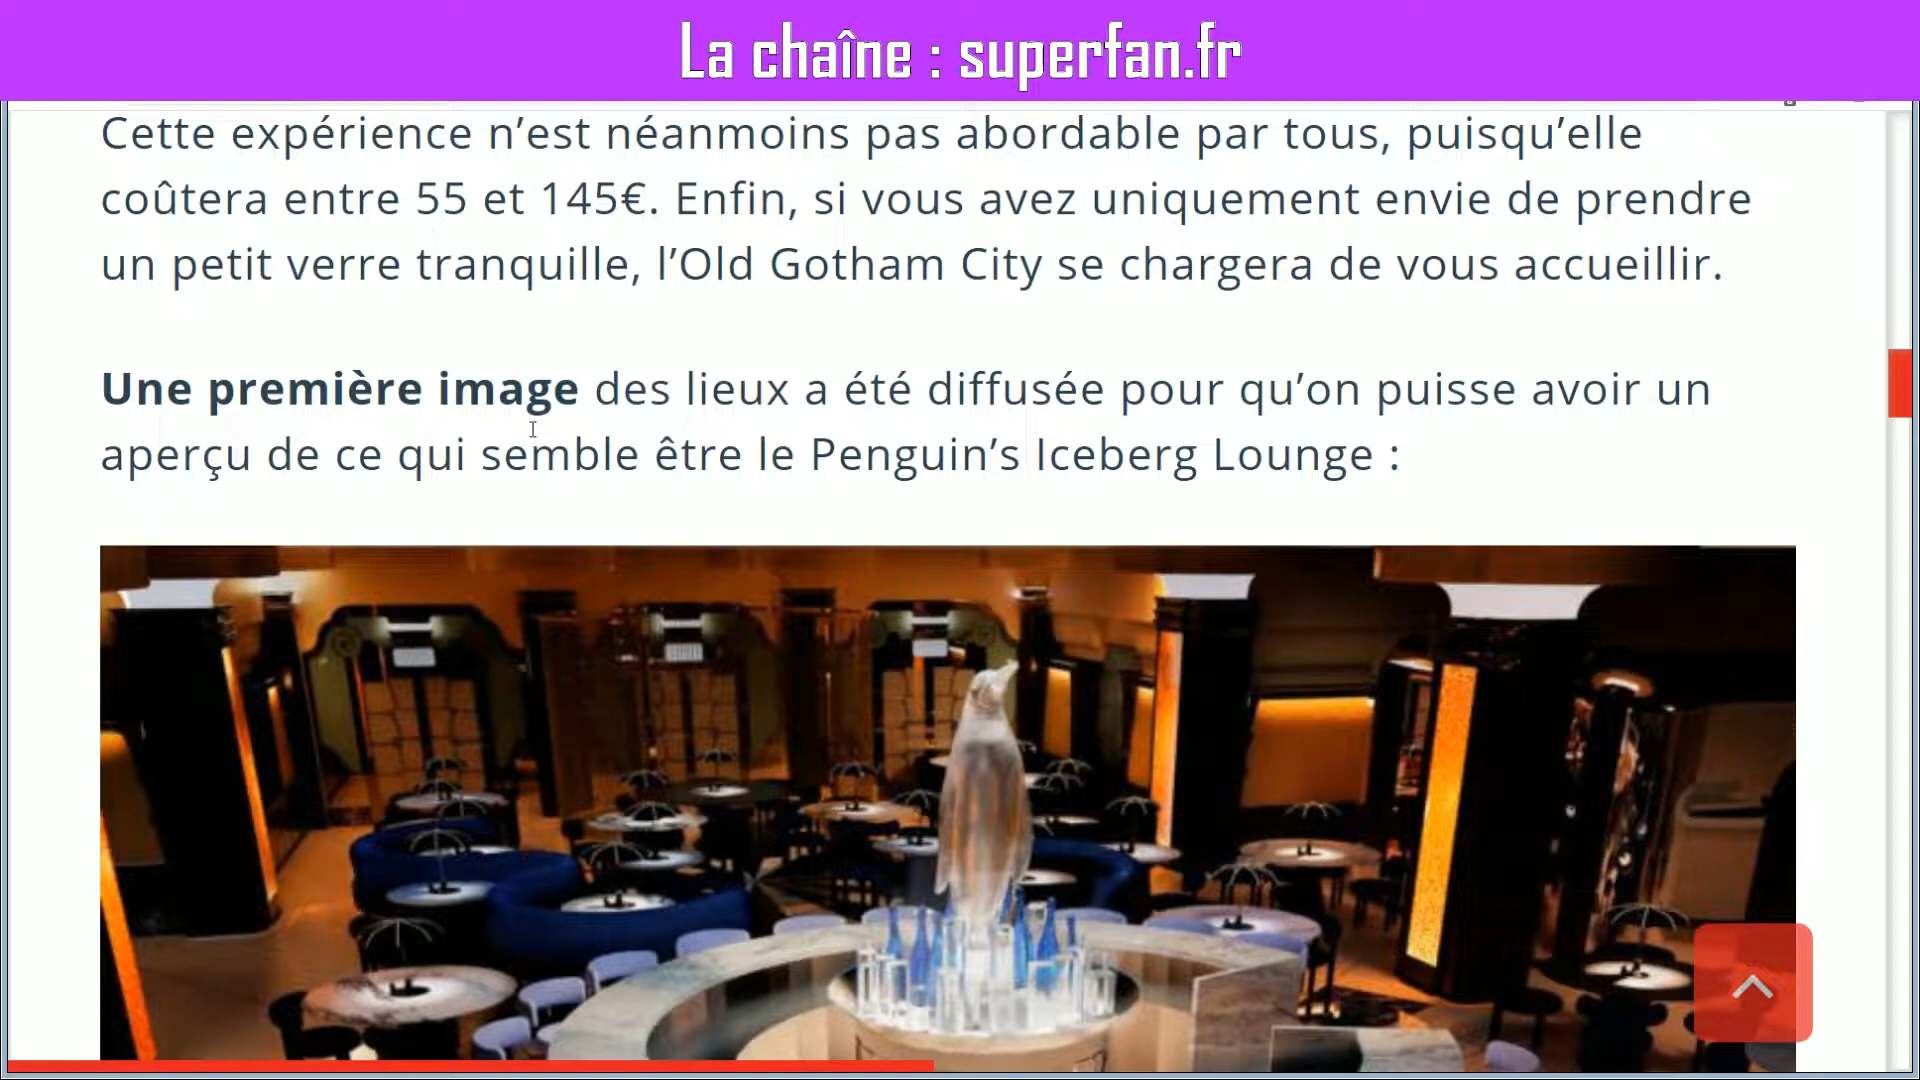 La chaîne : superfan.fr
Cette expérience n’est néanmoins pas abordable par tous, puisqu’elle
coûtera entre 55 et 145€. Enfin, si vous avez uniquement envie de prendre
un petit verre tranquille, l’Old Gotham City se chargera de vous accueillir.
Une première image des lieux a été diffusée pour qu’on puisse avoir un
aperçu de ce qui semble être le Penguin’s Iceberg Lounge :